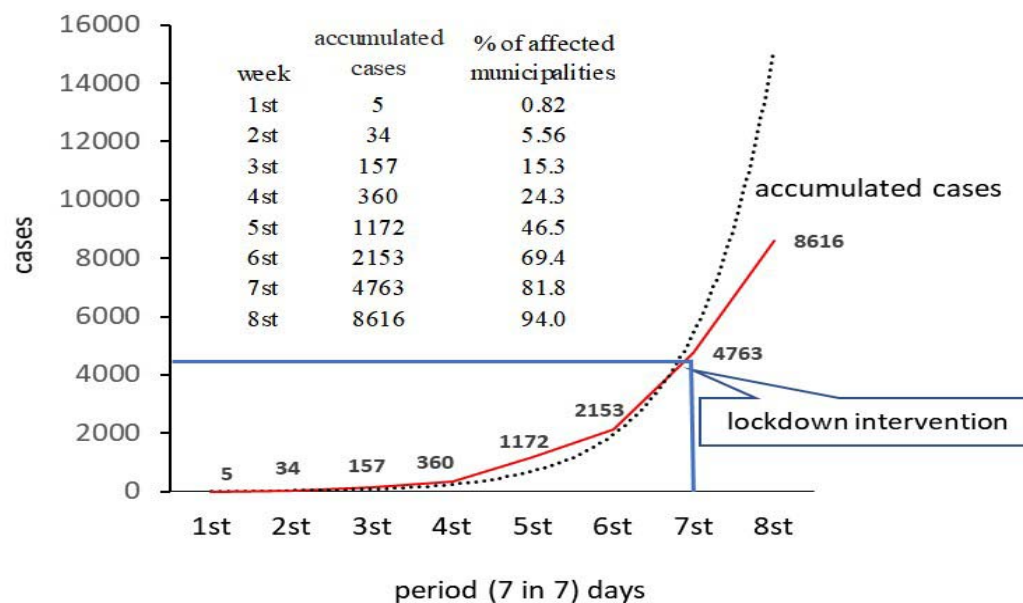 16000
14000
12000
10000
8000
6000
4000
2000
0
cases
week accumulated cases % of affected municipalities
1st 5 0.82
2st 34 5.56
3st 157 15.3
4st 360 24.3
5st 1172 46.5
6st 2153 69.4
7st 4763 81.8
8st 8616 94.0
accumulated cases
8616
4763
2153
1172
360
157
34
5
lockdown intervention
1st 2st 3st 4st 5st 6st 7st 8st
period (7 in 7) days